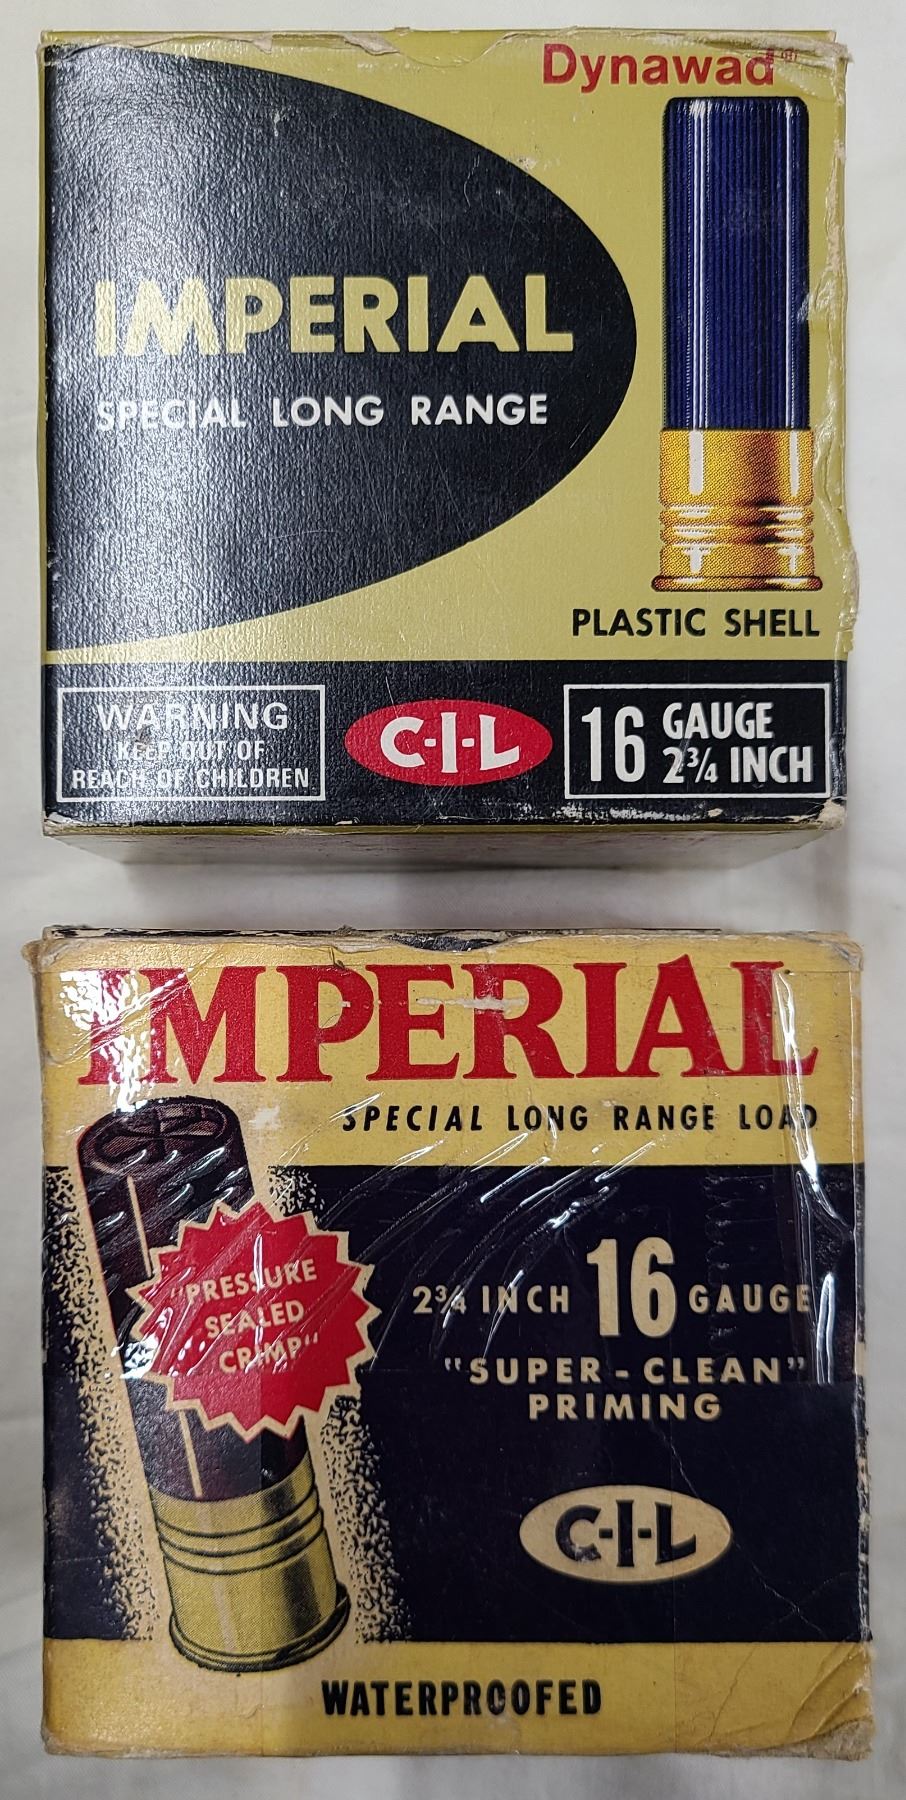 Dynawad®
IMPERIAL
SPECIAL LONG RANGE
PLASTIC SHELL
WARNING
KEEP OUT OF
REACH OF CHILDREN
C-I-L
16 GAUGE
2¾ INCH
IMPERIAL
SPECIAL LONG RANGE LOAD
"PRESSURE
SEALED
CRIMP"
2¾ INCH 16 GAUGE
"SUPER-CLEAN"
PRIMING
C-I-L
WATERPROOFED